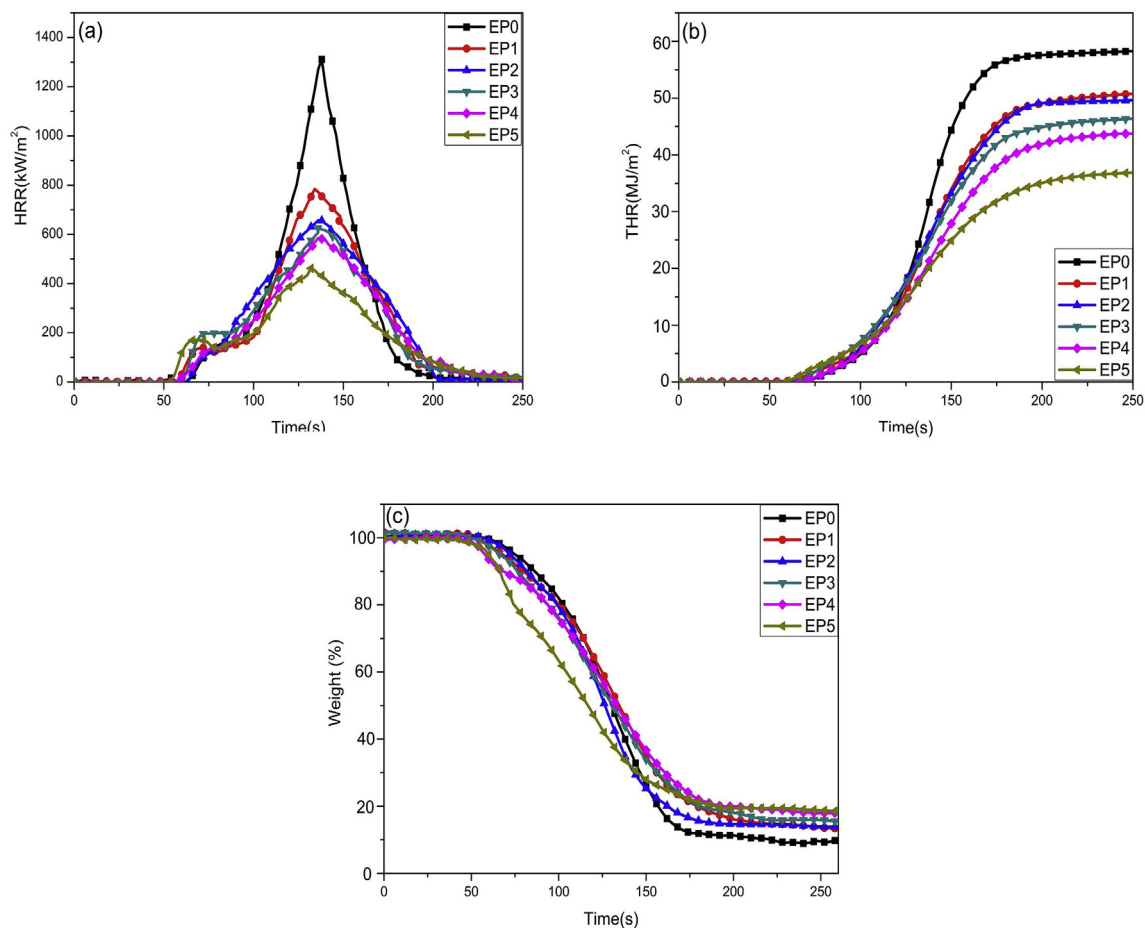 (a)
EP0
EP1
EP2
EP3
EP4
EP5
1400
1200
1000
800
600
400
200
0
HRR(kW/m²)
0 50 100 150 200 250
Time(s)
(b)
60
50
40
30
20
10
0
THR(MJ/m²)
EP0
EP1
EP2
EP3
EP4
EP5
0 50 100 150 200 250
Time(s)
(c)
EP0
EP1
EP2
EP3
EP4
EP5
100
80
60
40
20
0
Weight (%)
0 50 100 150 200 250
Time(s)